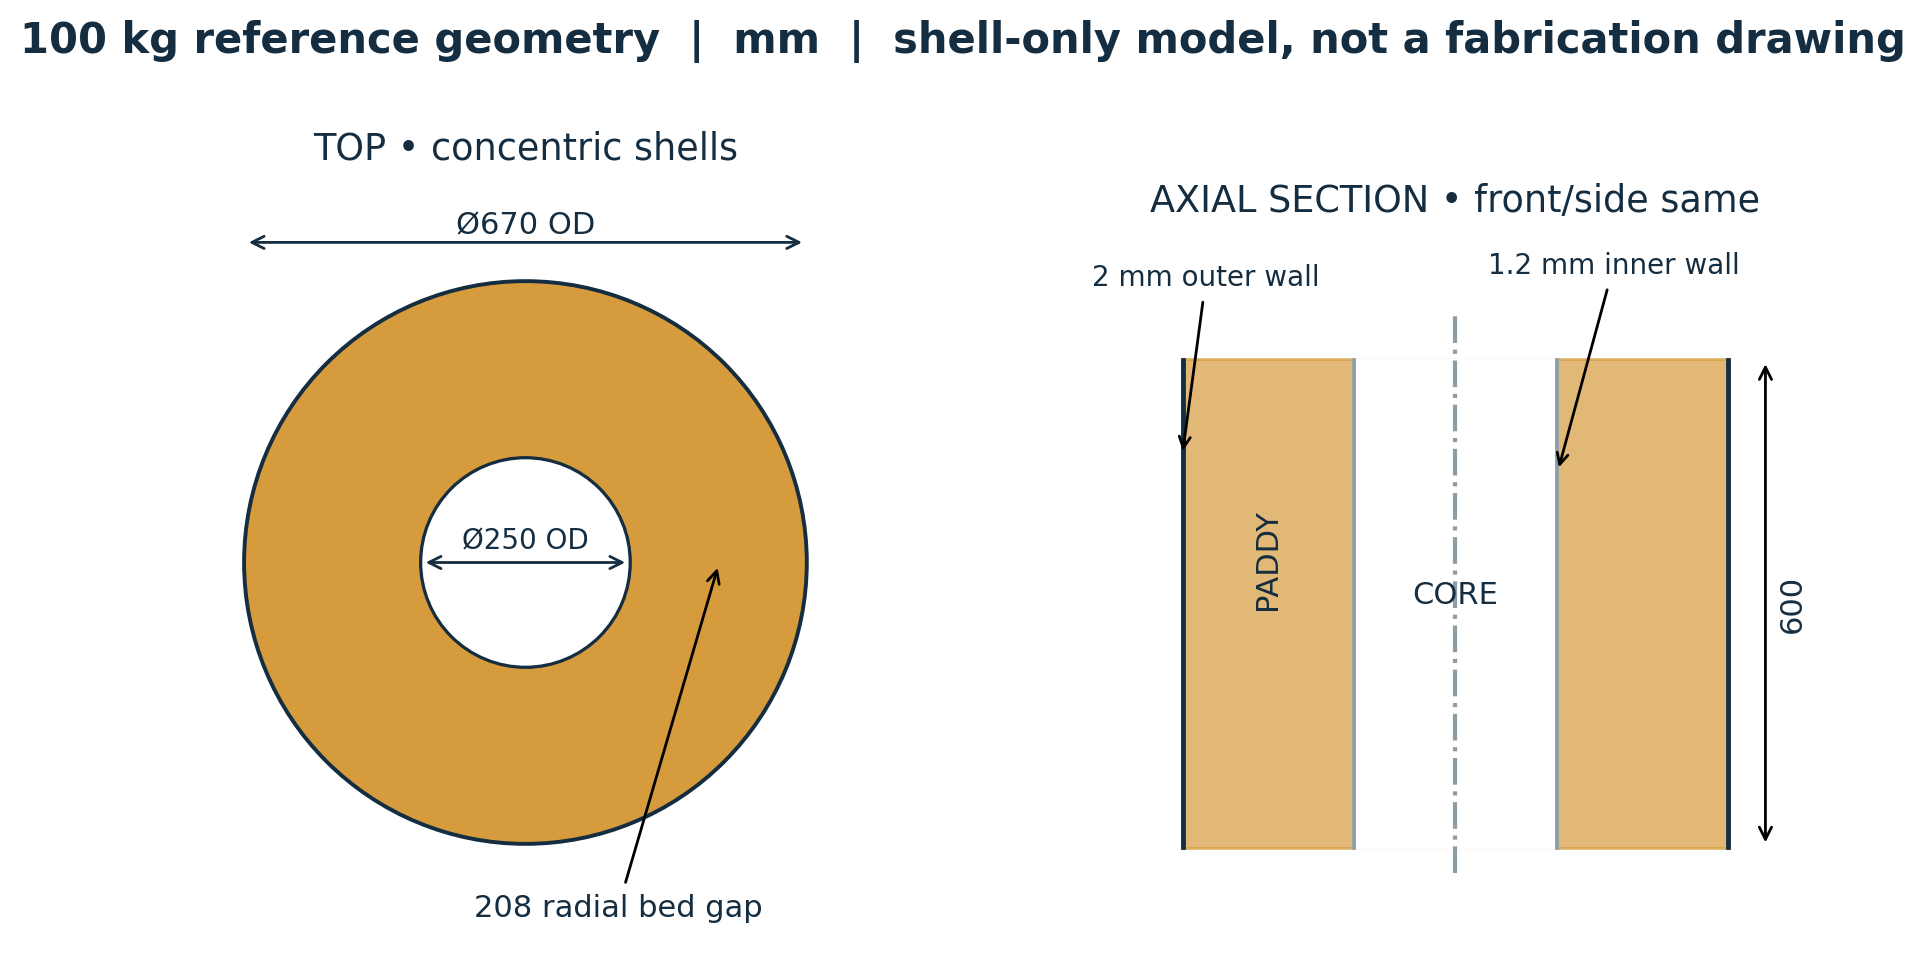 100 kg reference geometry | mm | shell-only model, not a fabrication drawing
TOP • concentric shells
Ø670 OD
Ø250 OD
208 radial bed gap
AXIAL SECTION • front/side same
2 mm outer wall
1.2 mm inner wall
PADDY
CORE
600